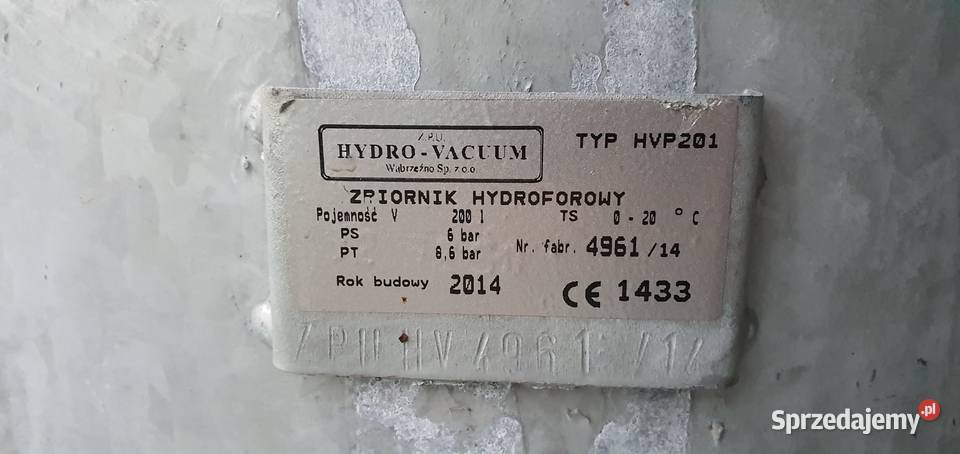 Z.P.U.
HYDRO-VACUUM
Wąbrzeźno Sp. z o.o.
TYP HVP201
ZBIORNIK HYDROFOROWY
Pojemność V 200 l TS 0 - 20 °C
PS 6 bar
PT 8,6 bar
Nr. fabr. 4961/14
Rok budowy 2014
CE 1433
ZPU HV 4961 /14
Sprzedajemy.pl